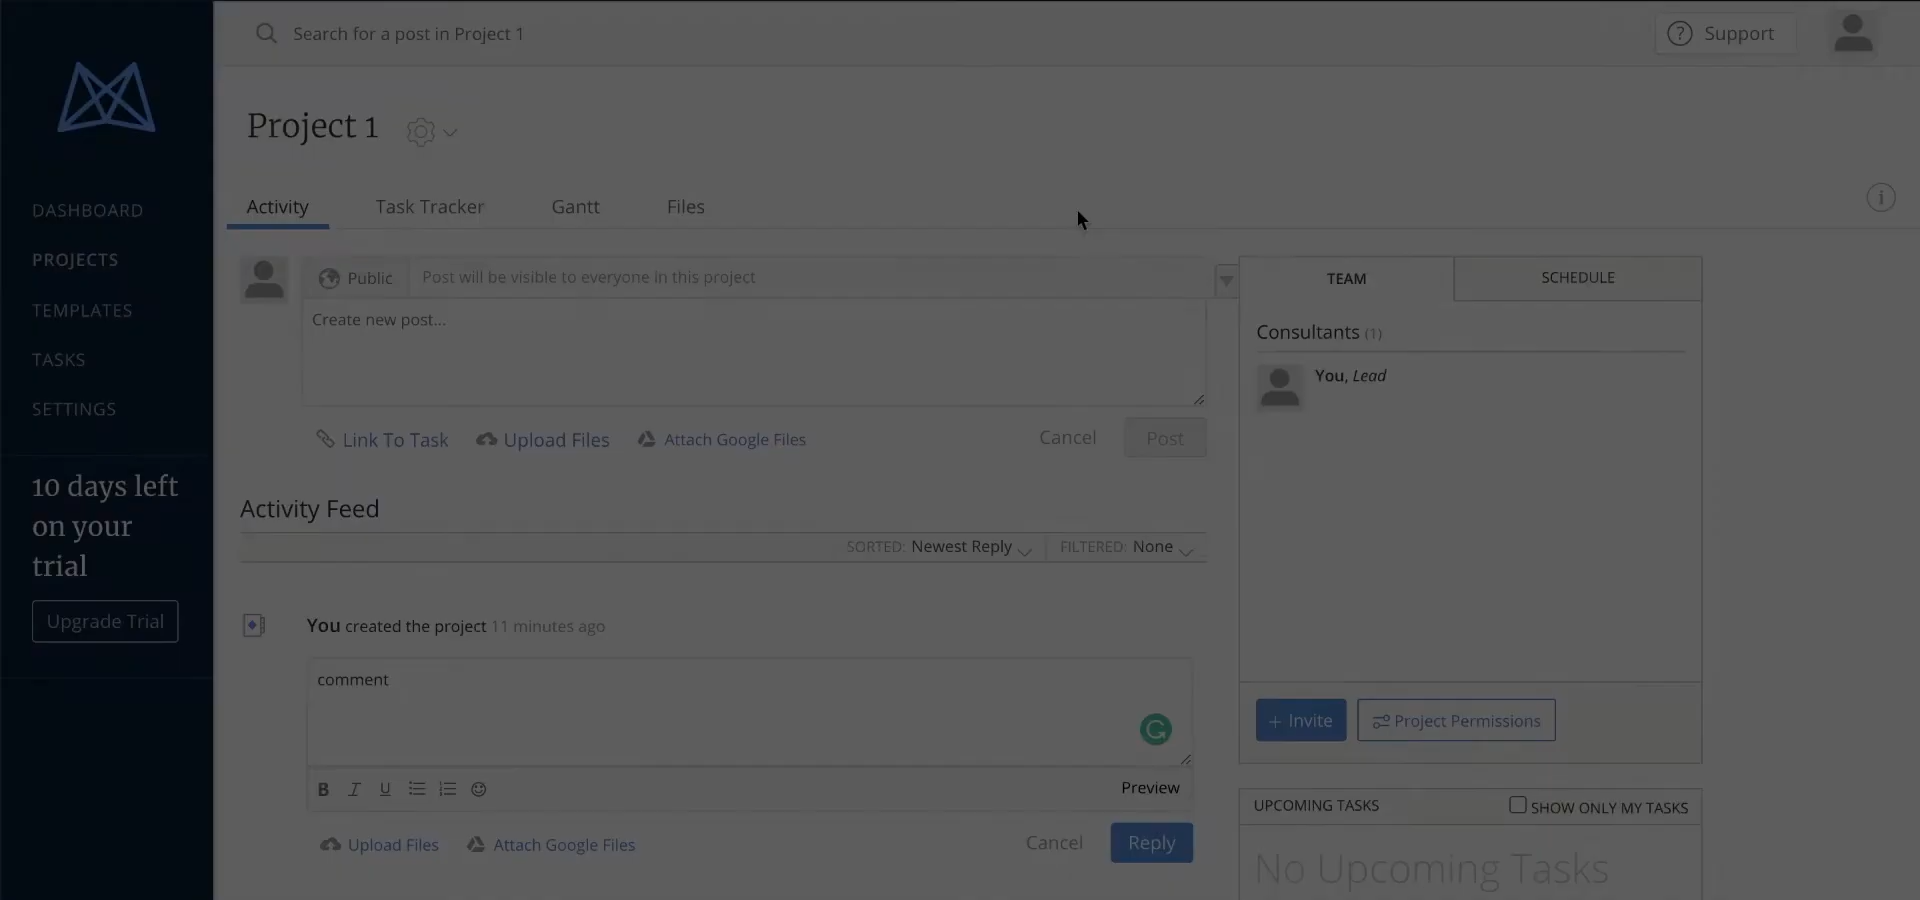 Search for a post in Project 1
Support
Project 1
DASHBOARD
PROJECTS
TEMPLATES
TASKS
SETTINGS
10 days left
on your
trial
Upgrade Trial
Activity
Task Tracker
Gantt
Files
Public
Post will be visible to everyone in this project
Create new post...
Link To Task
Upload Files
Attach Google Files
Cancel
Post
Activity Feed
SORTED: Newest Reply
FILTERED: None
You created the project 11 minutes ago
comment
B I U
Preview
Upload Files
Attach Google Files
Cancel
Reply
TEAM
SCHEDULE
Consultants (1)
You, Lead
+ Invite
Project Permissions
UPCOMING TASKS
SHOW ONLY MY TASKS
No Upcoming Tasks